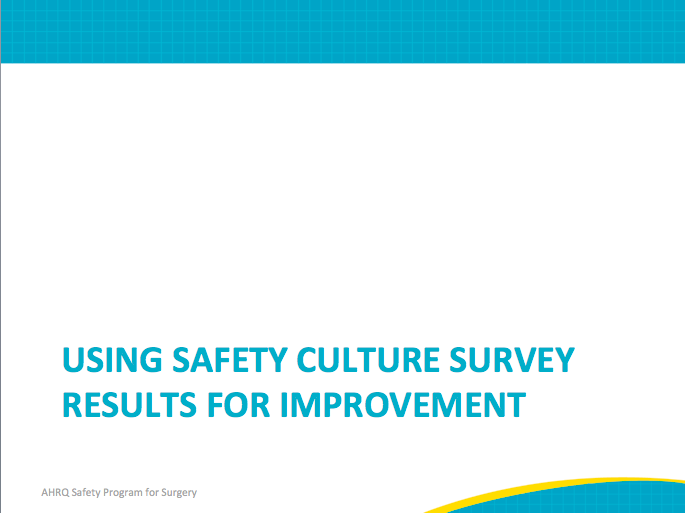 USING SAFETY CULTURE SURVEY
RESULTS FOR IMPROVEMENT
AHRQ Safety Program for Surgery